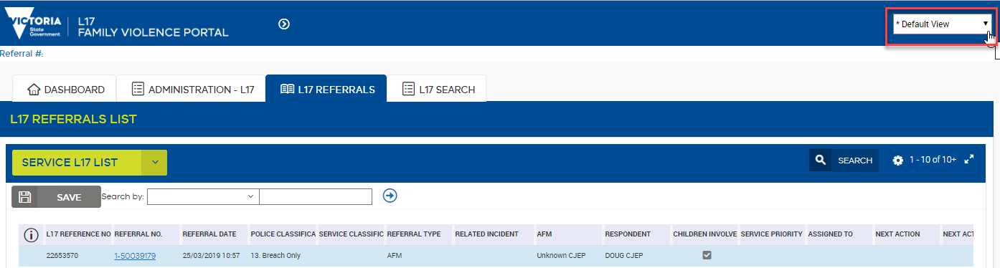 VICTORIA
State
Government
L17
FAMILY VIOLENCE PORTAL
* Default View
Referral #:
DASHBOARD
ADMINISTRATION - L17
L17 REFERRALS
L17 SEARCH
L17 REFERRALS LIST
SERVICE L17 LIST
SEARCH
1 - 10 of 10+
SAVE
Search by:
L17 REFERENCE NO REFERRAL NO. REFERRAL DATE POLICE CLASSIFICA SERVICE CLASSIFIC REFERRAL TYPE RELATED INCIDENT AFM RESPONDENT CHILDREN INVOLVE SERVICE PRIORITY ASSIGNED TO NEXT ACTION NEXT ACT
22653570 1-50039179 25/03/2019 10:57 13. Breach Only AFM Unknown CJEP DOUG CJEP